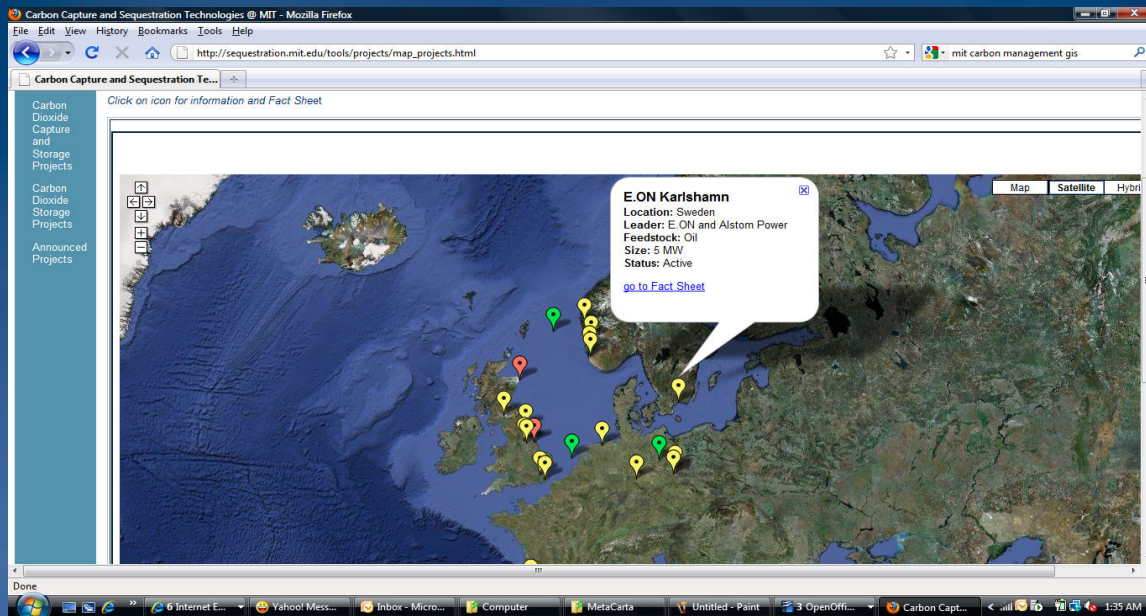 Carbon Capture and Sequestration Technologies @ MIT - Mozilla Firefox
File Edit View History Bookmarks Tools Help
http://sequestration.mit.edu/tools/projects/map_projects.html
mit carbon management gis
Carbon Capture and Sequestration Te...
Click on icon for information and Fact Sheet
Carbon
Dioxide
Capture
and
Storage
Projects
Carbon
Dioxide
Storage
Projects
Announced
Projects
Map Satellite Hybri
E.ON Karlshamn
Location: Sweden
Leader: E.ON and Alstom Power
Feedstock: Oil
Size: 5 MW
Status: Active
go to Fact Sheet
Done
6 Internet E... Yahoo! Mess... Inbox - Micro... Computer MetaCarta Untitled - Paint 3 OpenOffi... Carbon Capt... 1:35 AM